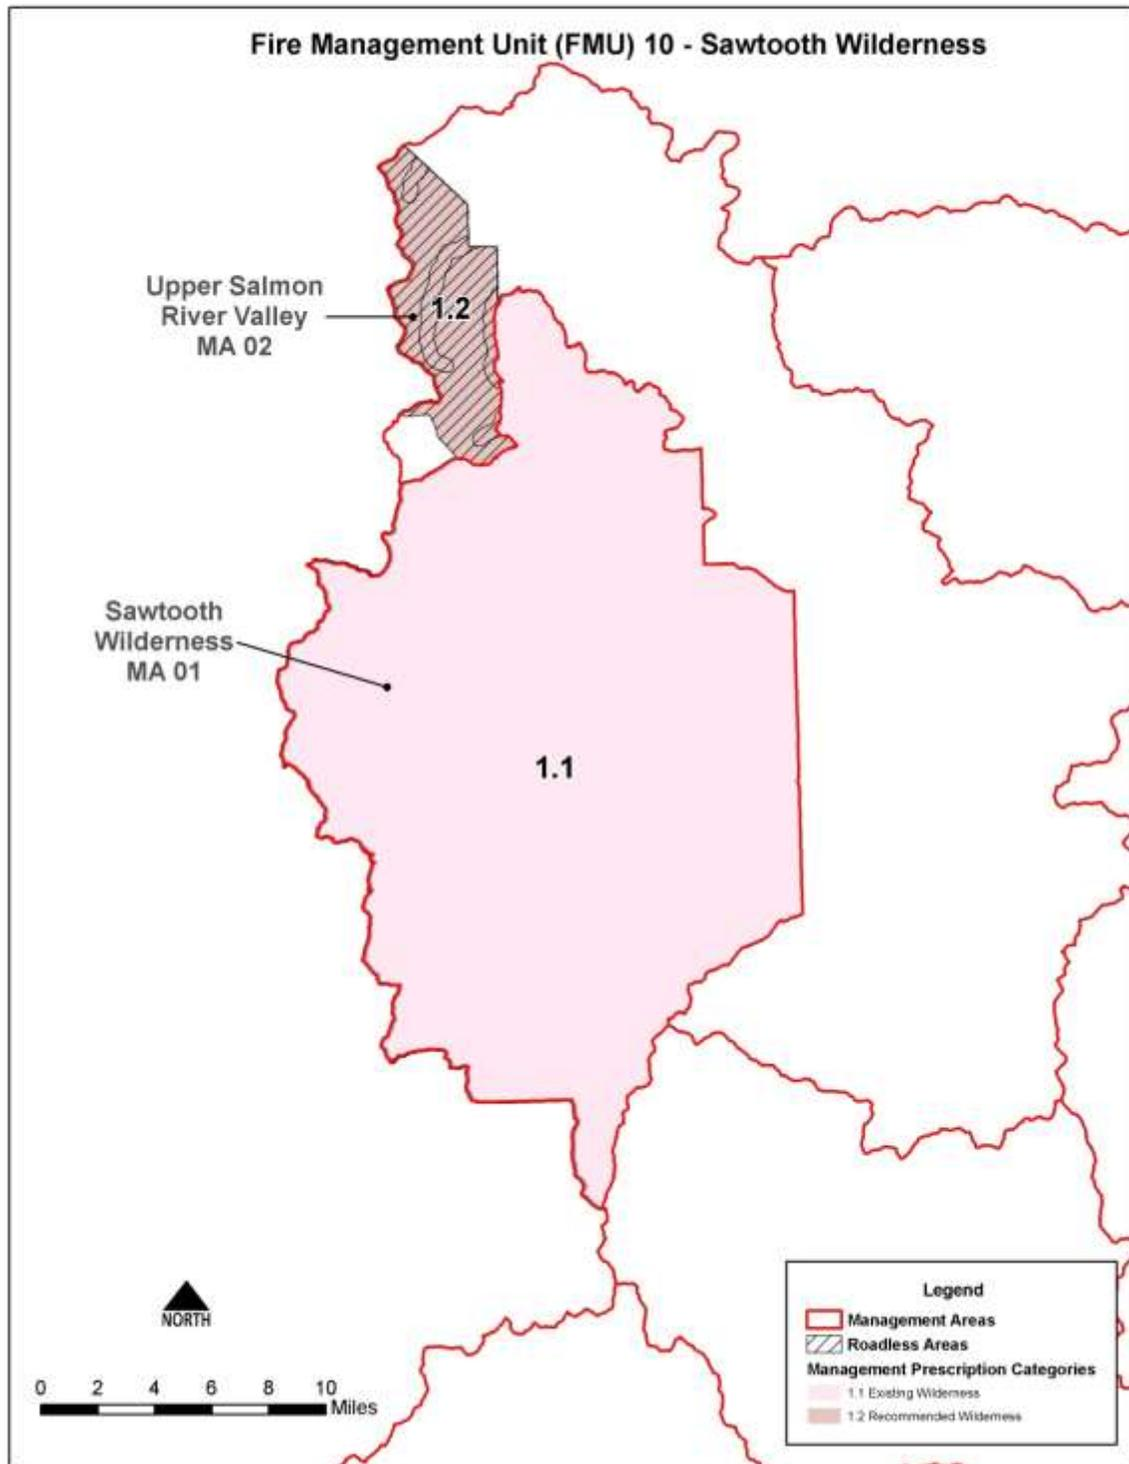 Fire Management Unit (FMU) 10 - Sawtooth Wilderness
Upper Salmon
River Valley
MA 02
1.2
Sawtooth
Wilderness
MA 01
1.1
NORTH
0 2 4 6 8 10
Miles
Legend
Management Areas
Roadless Areas
Management Prescription Categories
1.1 Existing Wilderness
1.2 Recommended Wilderness